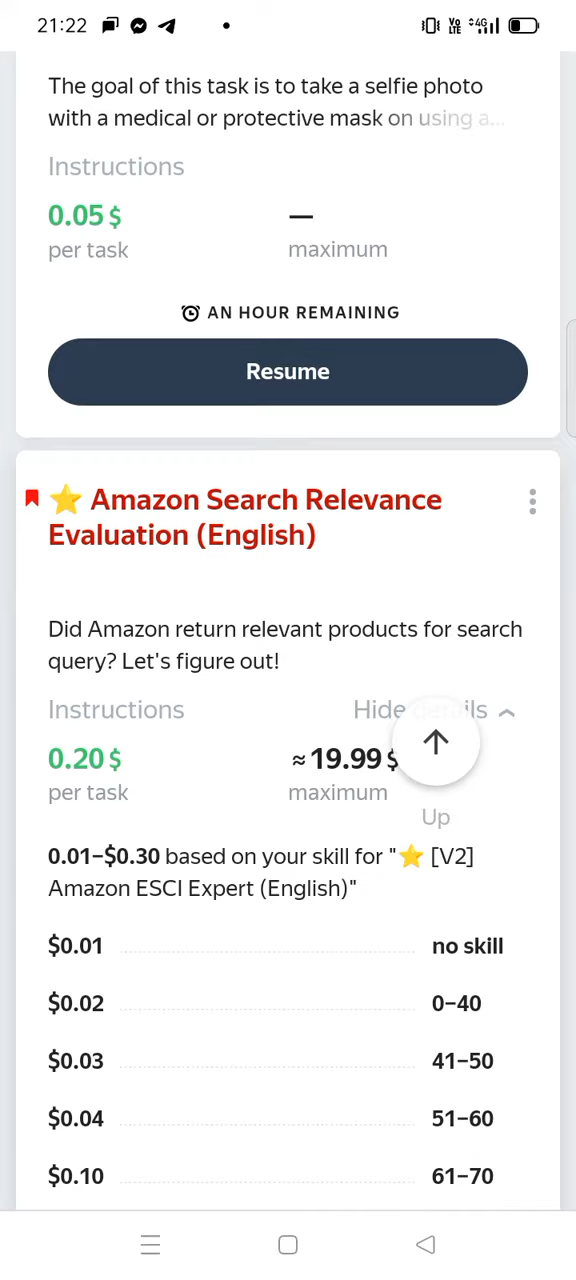 21:22
The goal of this task is to take a selfie photo
with a medical or protective mask on using a...
Instructions
0.05 $
—
per task
maximum
AN HOUR REMAINING
Resume
⭐ Amazon Search Relevance
Evaluation (English)
Did Amazon return relevant products for search
query? Let's figure out!
Instructions
Hide details
0.20 $
≈ 19.99 $
per task
maximum
Up
0.01–$0.30 based on your skill for "⭐ [V2]
Amazon ESCI Expert (English)"
$0.01 no skill
$0.02 0–40
$0.03 41–50
$0.04 51–60
$0.10 61–70